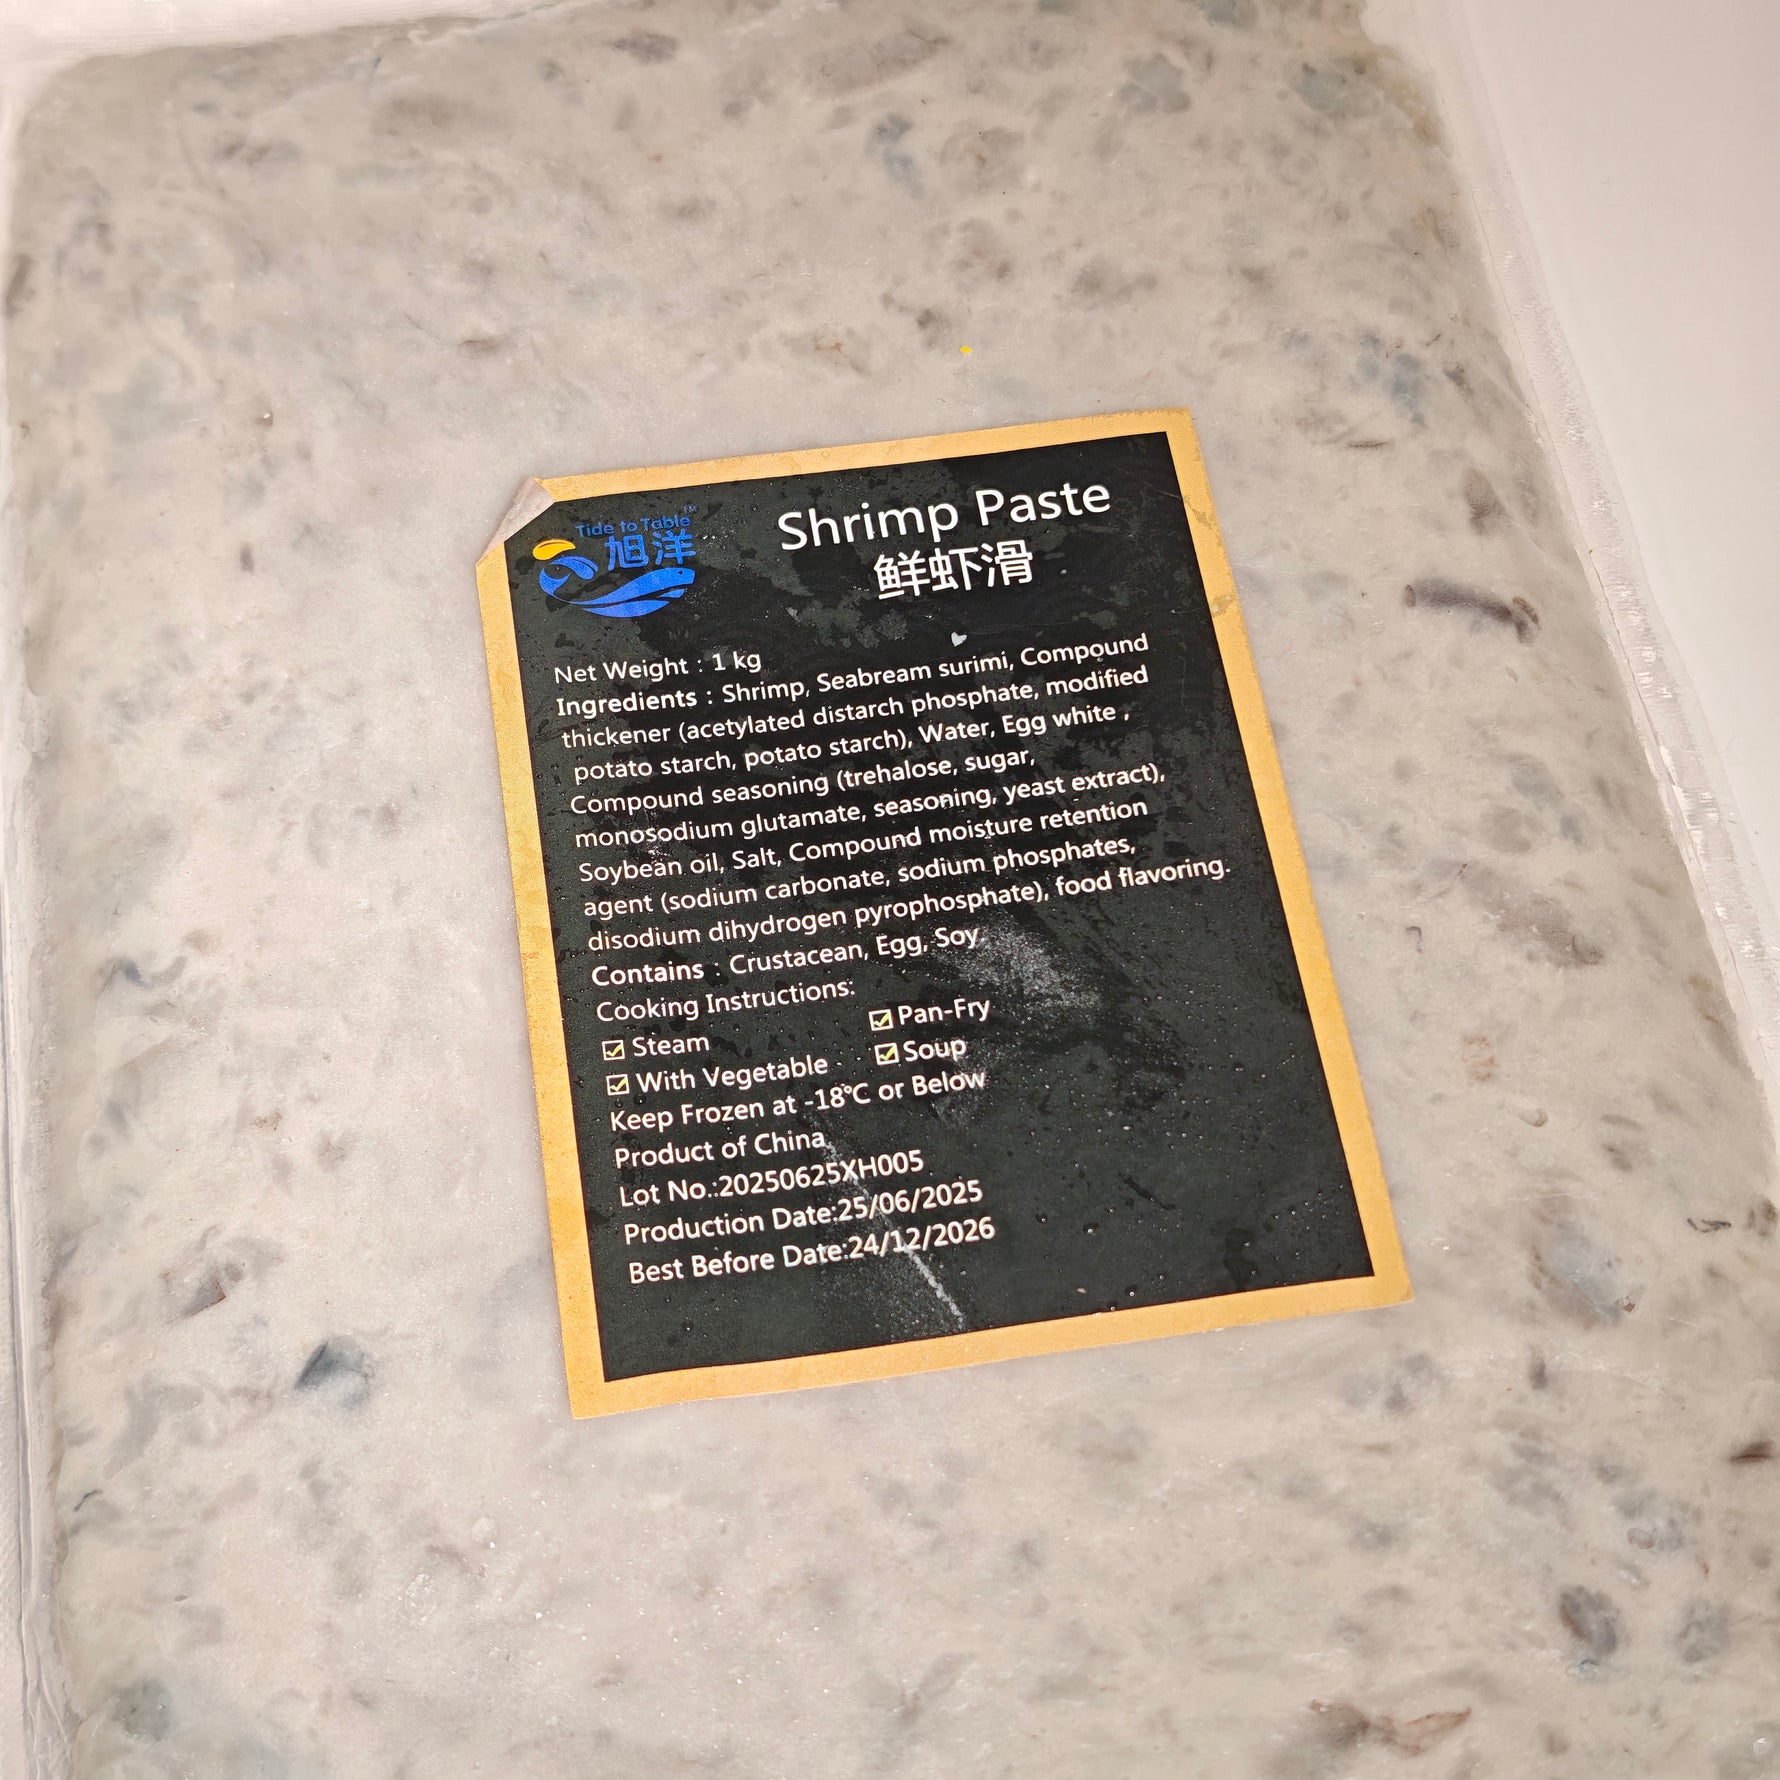 Tide to Table™
旭洋
Shrimp Paste
鲜虾滑
Net Weight : 1 kg
Ingredients : Shrimp, Seabream surimi, Compound
thickener (acetylated distarch phosphate, modified
potato starch, potato starch), Water, Egg white ,
Compound seasoning (trehalose, sugar,
monosodium glutamate, seasoning, yeast extract),
Soybean oil, Salt, Compound moisture retention
agent (sodium carbonate, sodium phosphates,
disodium dihydrogen pyrophosphate), food flavoring.
Contains : Crustacean, Egg, Soy.
Cooking Instructions:
☑ Steam ☑ Pan-Fry
☑ With Vegetable ☑ Soup
Keep Frozen at -18℃ or Below
Product of China
Lot No.:20250625XH005
Production Date:25/06/2025
Best Before Date:24/12/2026